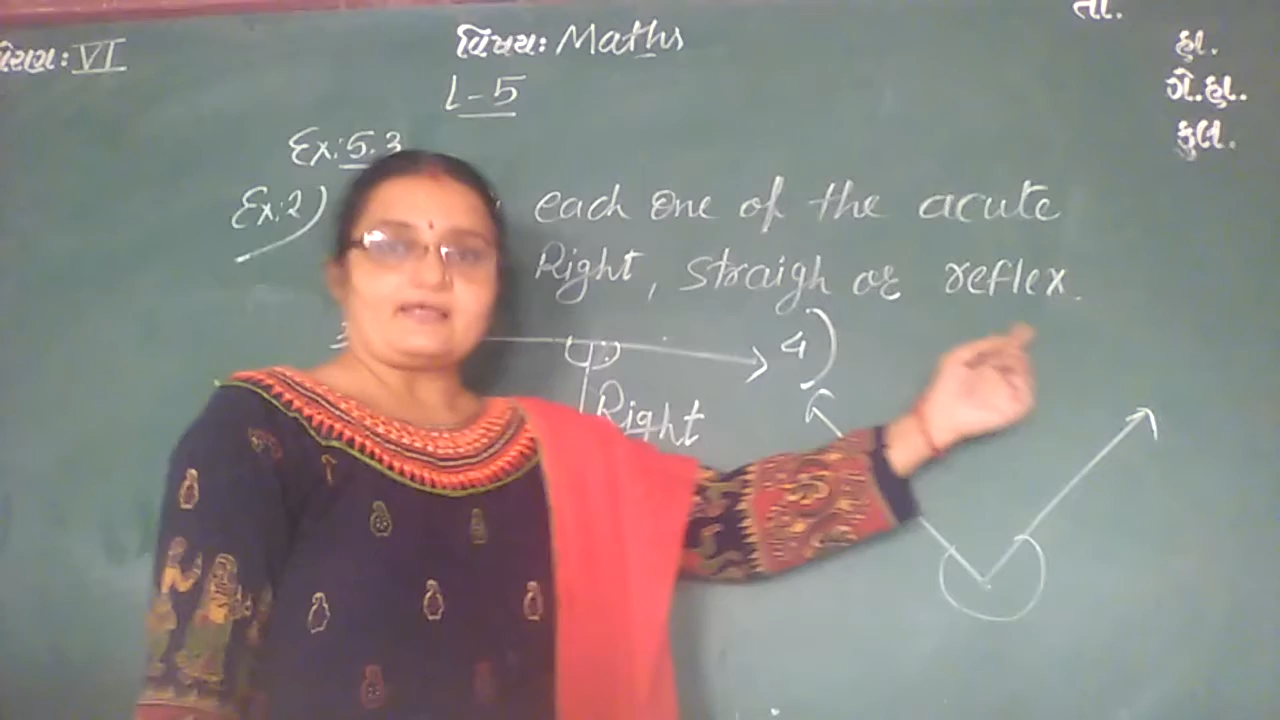 વિષય: Maths
VI
તા.
હા.
ગે.હા.
કુલ.
L-5
Ex: 5.3
Ex:2) each one of the acute
Right, Straigh or reflex.
4)
Right